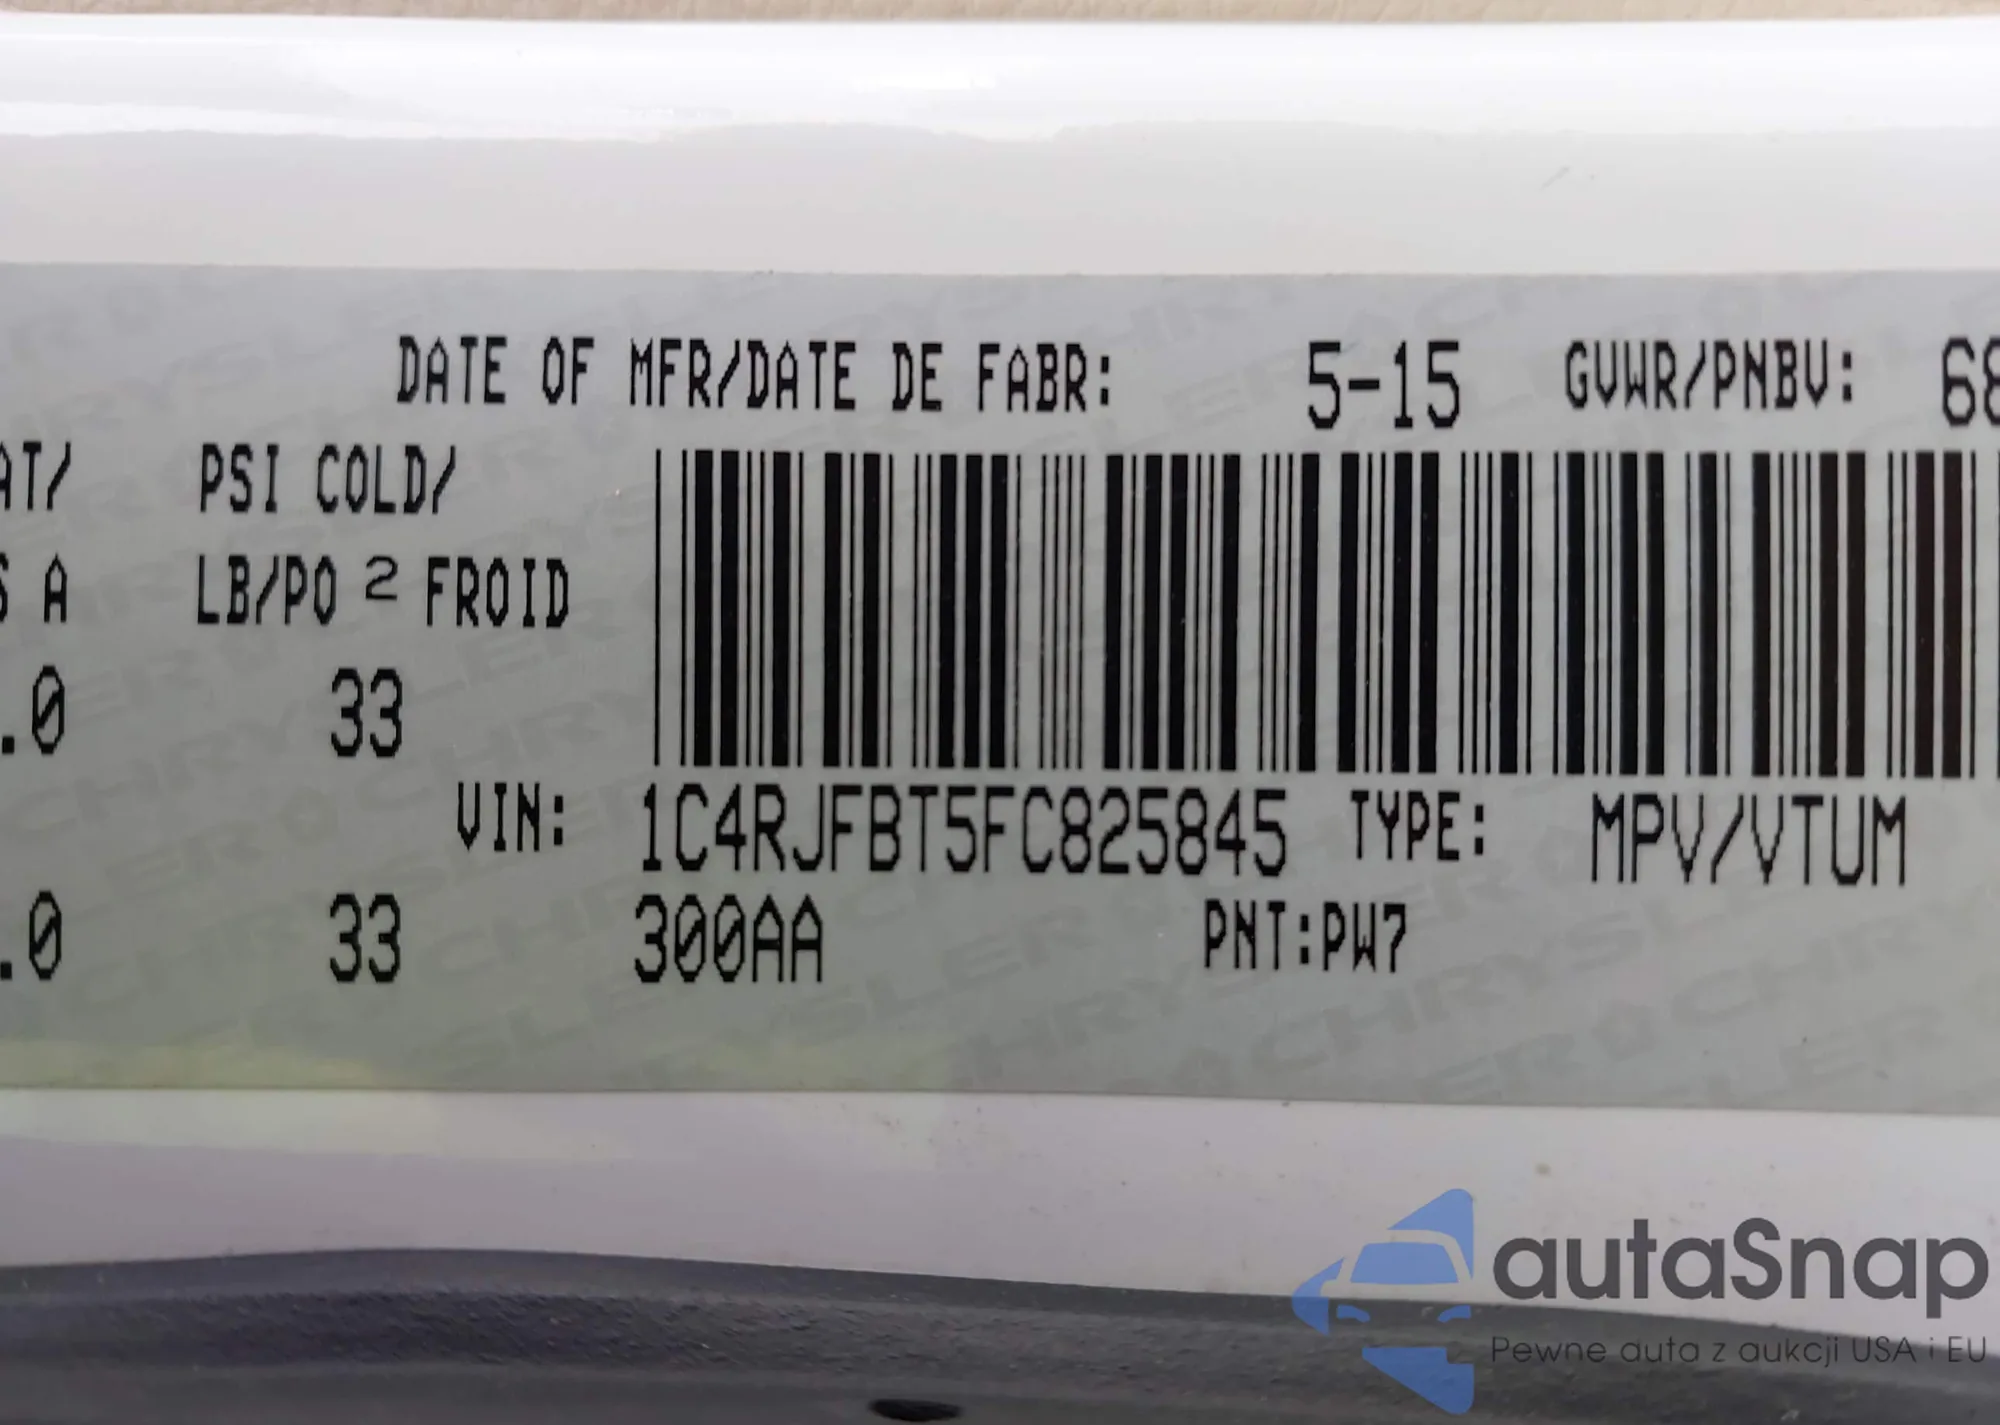 DATE OF MFR/DATE DE FABR: 5-15 GVWR/PNBV: 68
AT/ PSI COLD/
S A LB/PO 2 FROID
.0 33
VIN: 1C4RJFBT5FC825845 TYPE: MPV/VTUM
.0 33 300AA PNT:PW7
autaSnap
Pewne auta z aukcji USA i EU